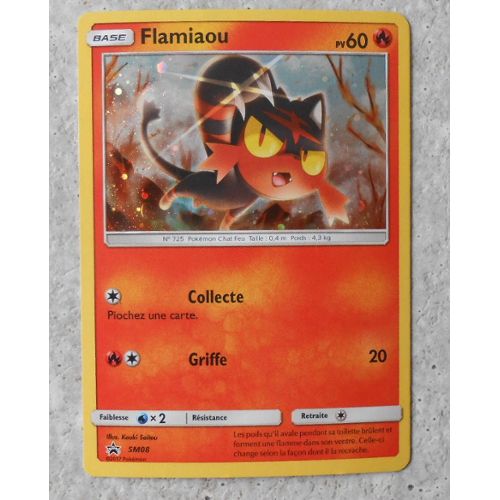 BASE Flamiaou PV60
N° 725 Pokémon Chat Feu Taille : 0,4 m Poids : 4,3 kg
Collecte
Piochez une carte.
Griffe 20
Faiblesse ×2 Résistance Retraite
Illus. Kouki Saitou
SM08
©2017 Pokémon
Les poils qu'il avale pendant sa toilette brûlent et
forment une flamme dans son ventre. Celle-ci
change selon la façon dont il la recrache.